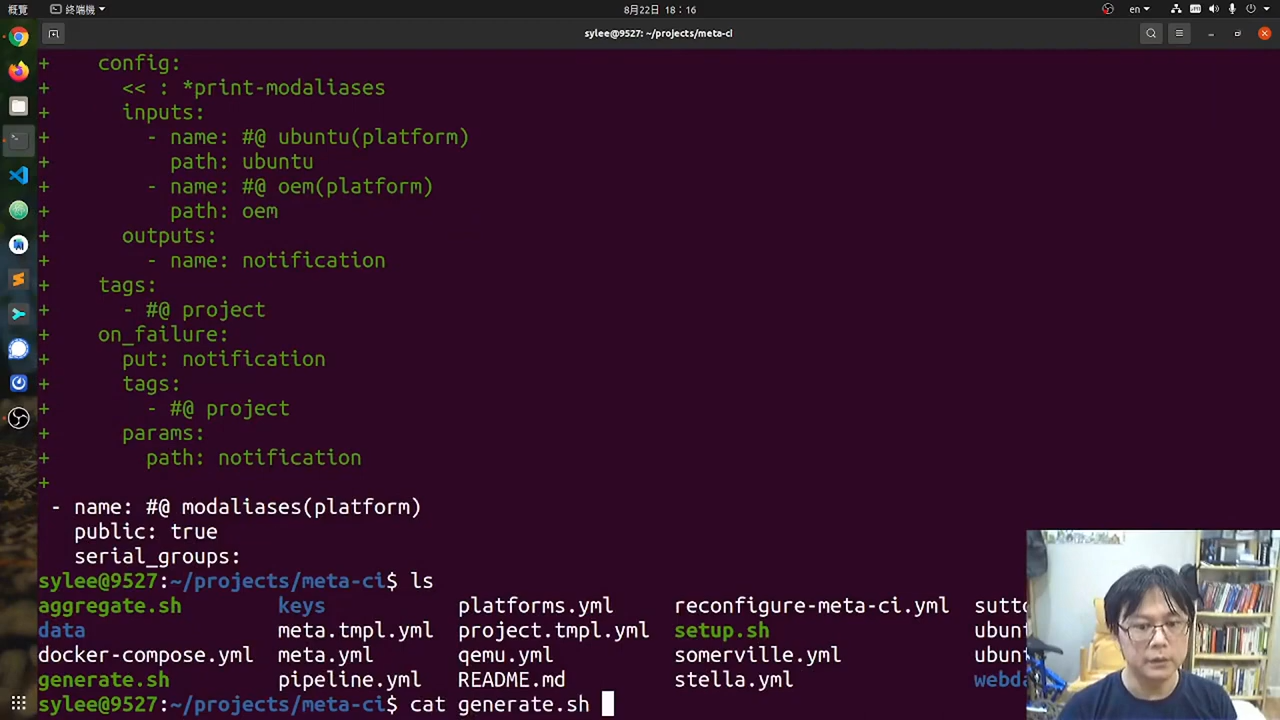 概覽 終端機 8月22日 18：16 en
sylee@9527: ~/projects/meta-ci
+ config:
+ << : *print-modaliases
+ inputs:
+ - name: #@ ubuntu(platform)
+ path: ubuntu
+ - name: #@ oem(platform)
+ path: oem
+ outputs:
+ - name: notification
+ tags:
+ - #@ project
+ on_failure:
+ put: notification
+ tags:
+ - #@ project
+ params:
+ path: notification
+
- name: #@ modaliases(platform)
public: true
serial_groups:
sylee@9527:~/projects/meta-ci$ ls
aggregate.sh keys platforms.yml reconfigure-meta-ci.yml sutto
data meta.tmpl.yml project.tmpl.yml setup.sh ubunt
docker-compose.yml meta.yml qemu.yml somerville.yml ubunt
generate.sh pipeline.yml README.md stella.yml webda
sylee@9527:~/projects/meta-ci$ cat generate.sh